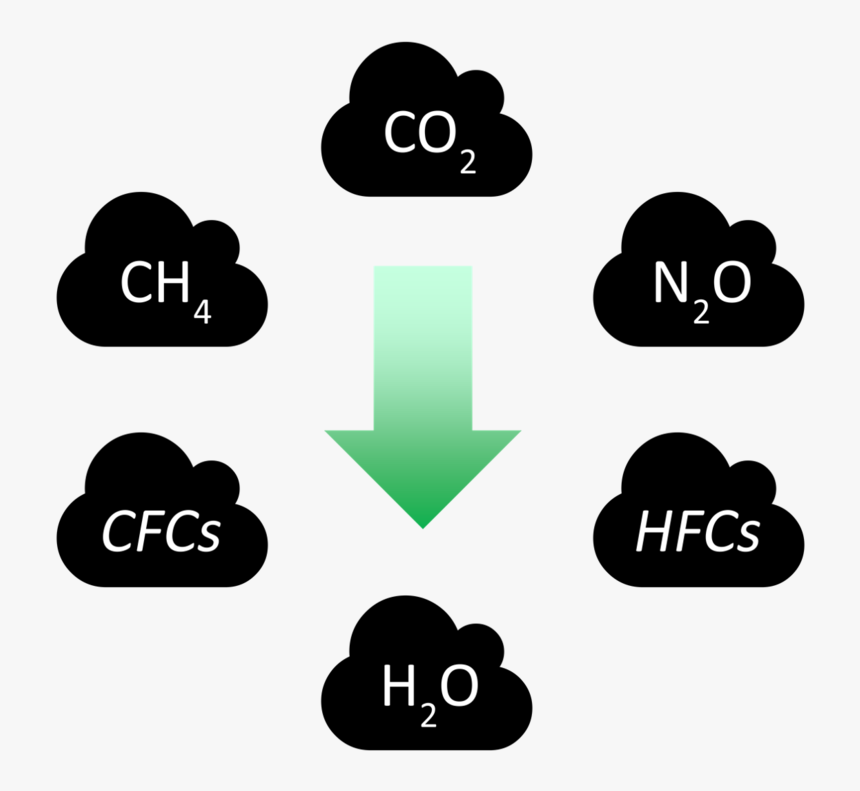 CO₂
CH₄
N₂O
CFCs
HFCs
H₂O